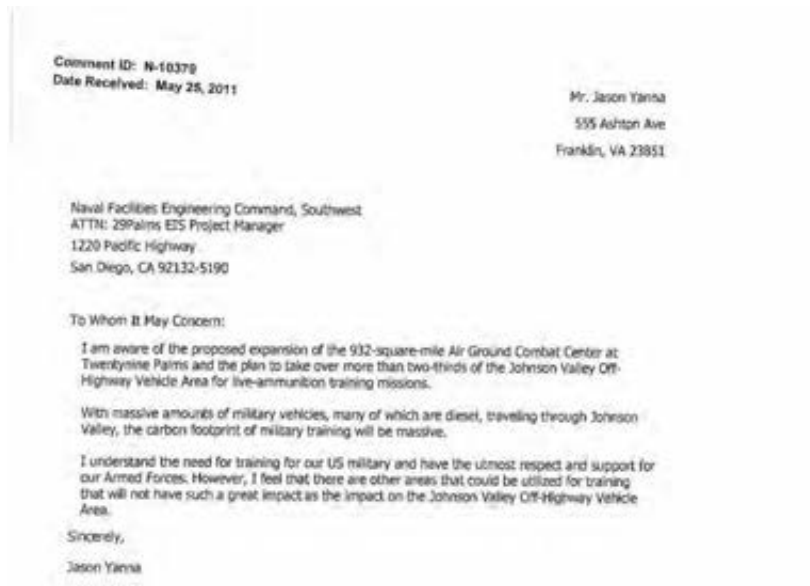 Comment ID: N-10379
Date Received: May 25, 2011
Mr. Jason Yanna
555 Ashton Ave
Franklin, VA 23851
Naval Facilities Engineering Command, Southwest
ATTN: 29Palms EIS Project Manager
1220 Pacific Highway
San Diego, CA 92132-5190
To Whom It May Concern:
I am aware of the proposed expansion of the 932-square-mile Air Ground Combat Center at
Twentynine Palms and the plan to take over more than two-thirds of the Johnson Valley Off-
Highway Vehicle Area for live-ammunition training missions.
With massive amounts of military vehicles, many of which are diesel, traveling through Johnson
Valley, the carbon footprint of military training will be massive.
I understand the need for training for our US military and have the utmost respect and support for
our Armed Forces. However, I feel that there are other areas that could be utilized for training
that will not have such a great impact as the impact on the Johnson Valley Off-Highway Vehicle
Area.
Sincerely,
Jason Yanna